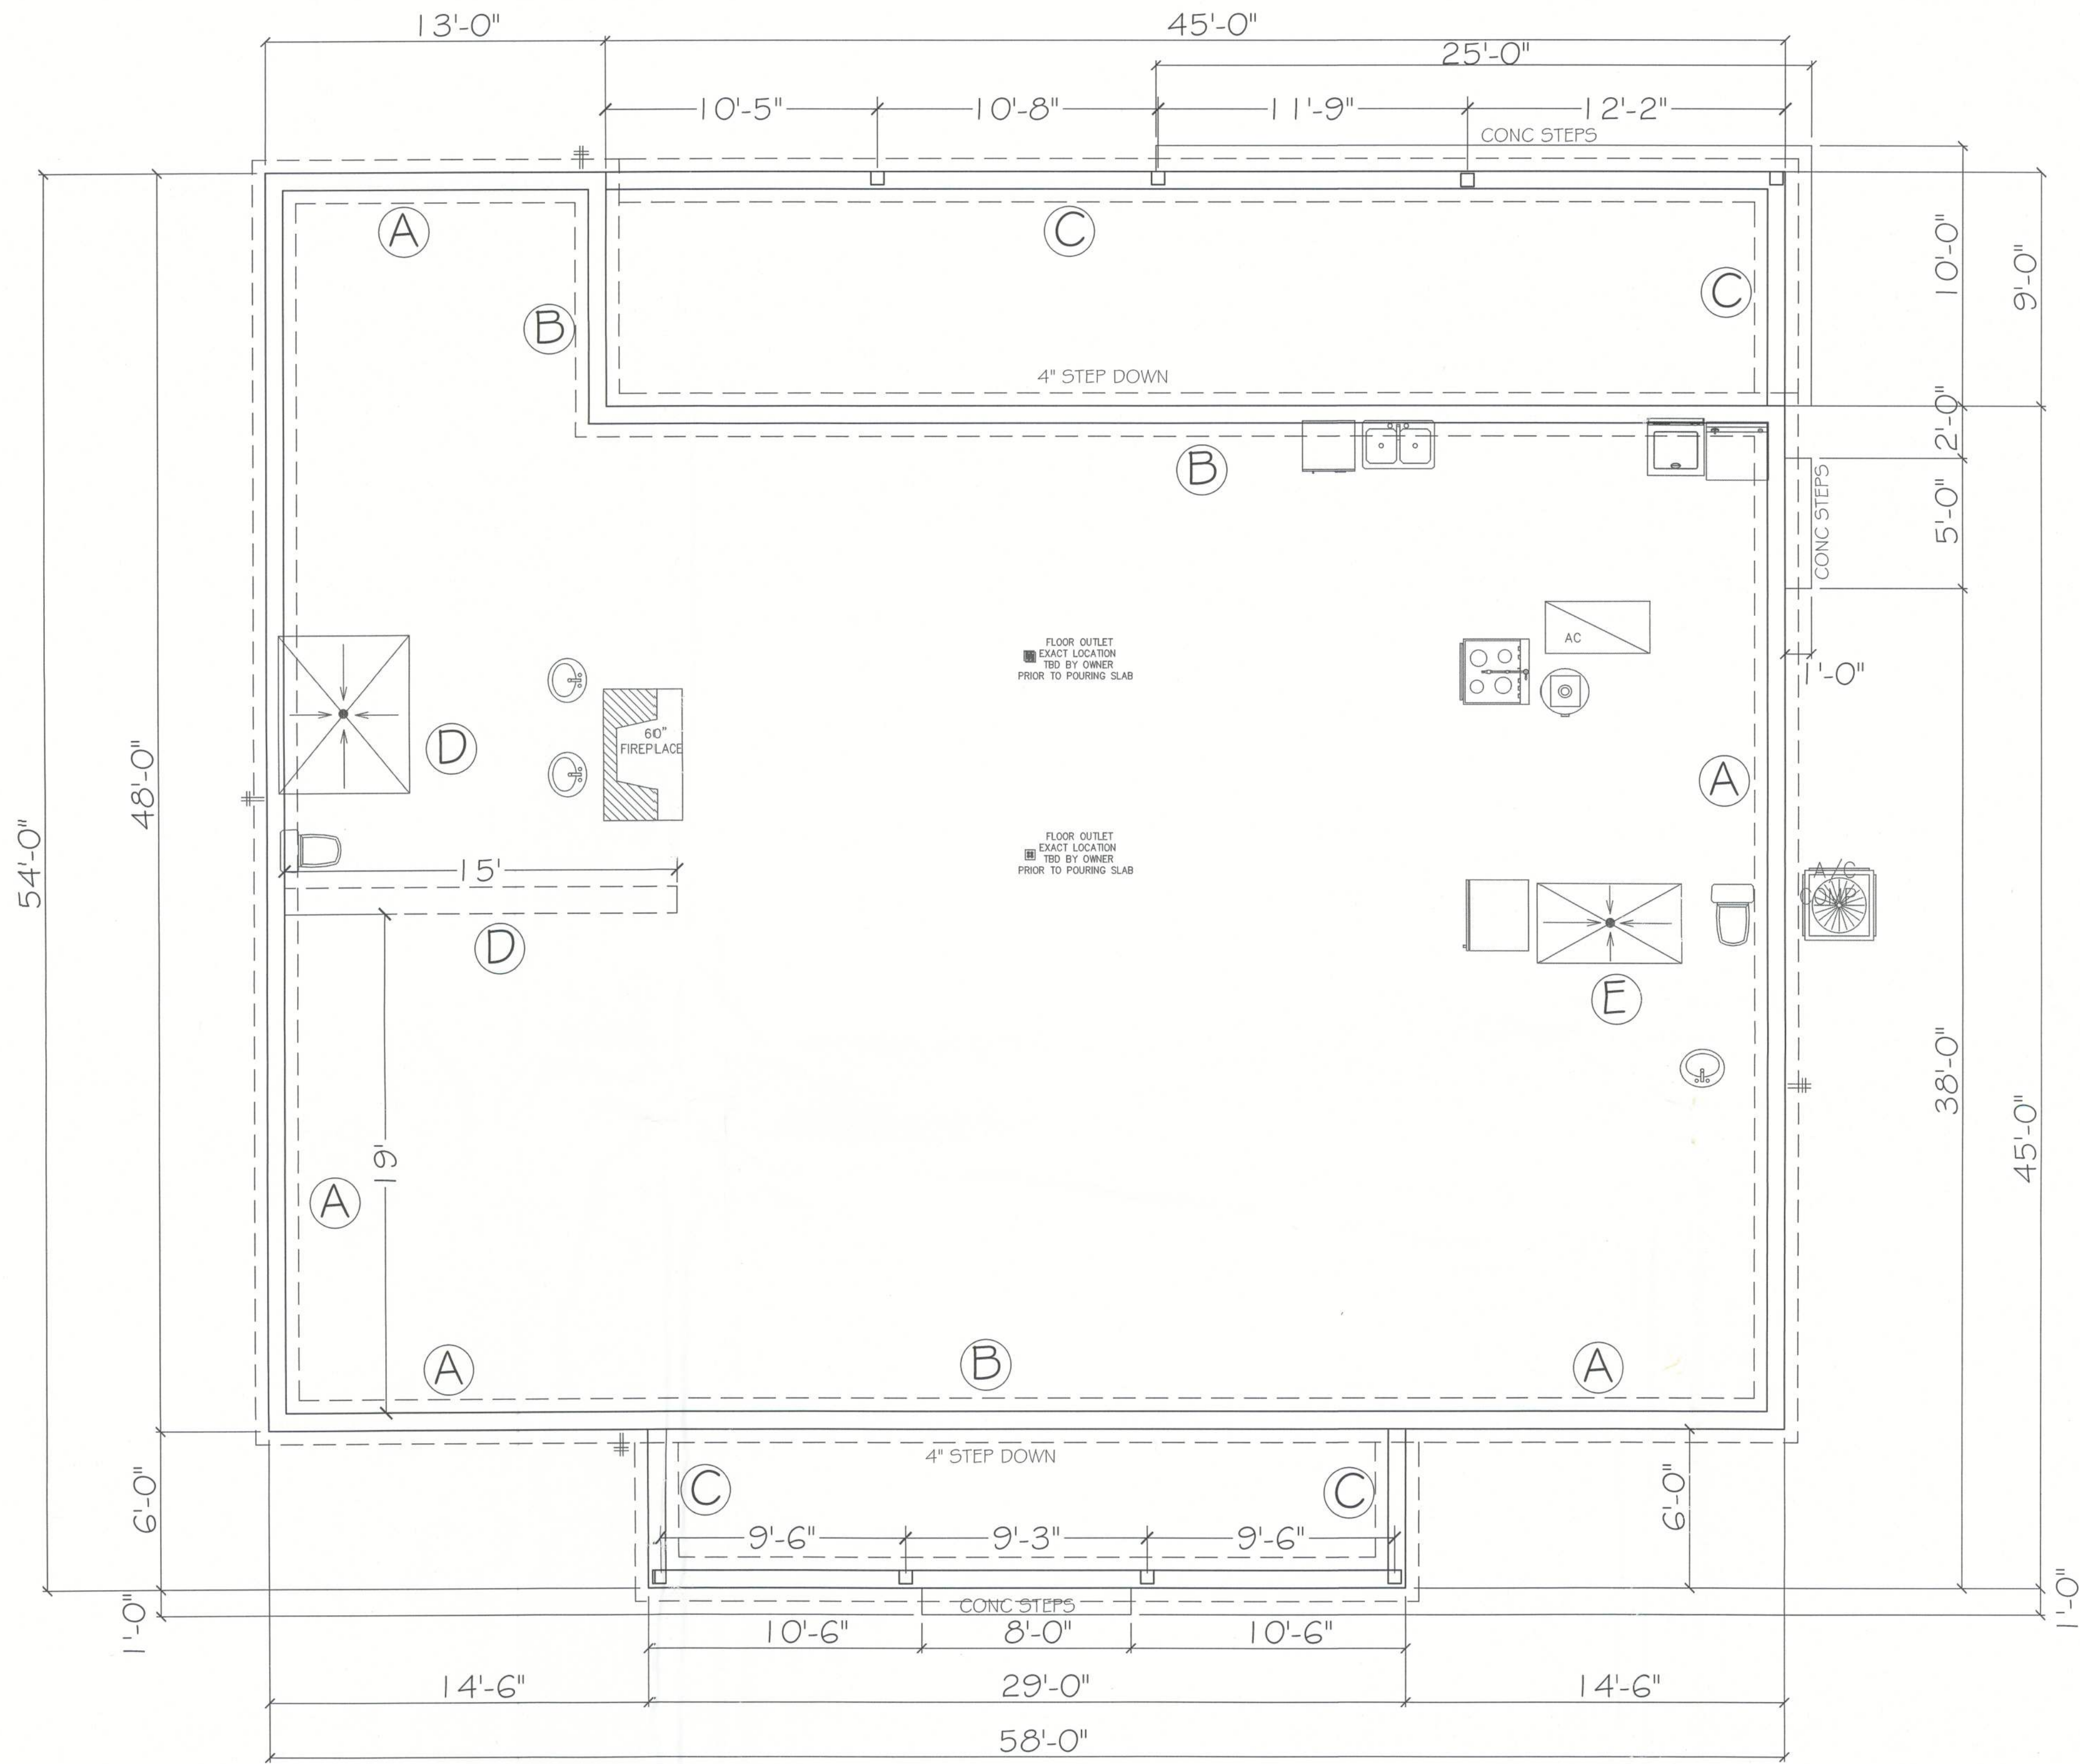 13'-0"
45'-0"
25'-0"
10'-5"
10'-8"
11'-9"
12'-2"
CONC STEPS
A
C
C
10'-0"
9'-0"
B
4" STEP DOWN
2'-0"
B
CONC STEPS
5'-0"
FLOOR OUTLET
EXACT LOCATION
TBD BY OWNER
PRIOR TO POURING SLAB
AC
1'-0"
60"
FIREPLACE
D
48'-0"
A
54'-0"
15'
FLOOR OUTLET
EXACT LOCATION
TBD BY OWNER
PRIOR TO POURING SLAB
A/C
COMP.
D
E
38'-0"
45'-0"
19'
A
A
B
A
4" STEP DOWN
C
C
6'-0"
6'-0"
9'-6"
9'-3"
9'-6"
1'-0"
CONC STEPS
1'-0"
10'-6"
8'-0"
10'-6"
14'-6"
29'-0"
14'-6"
58'-0"